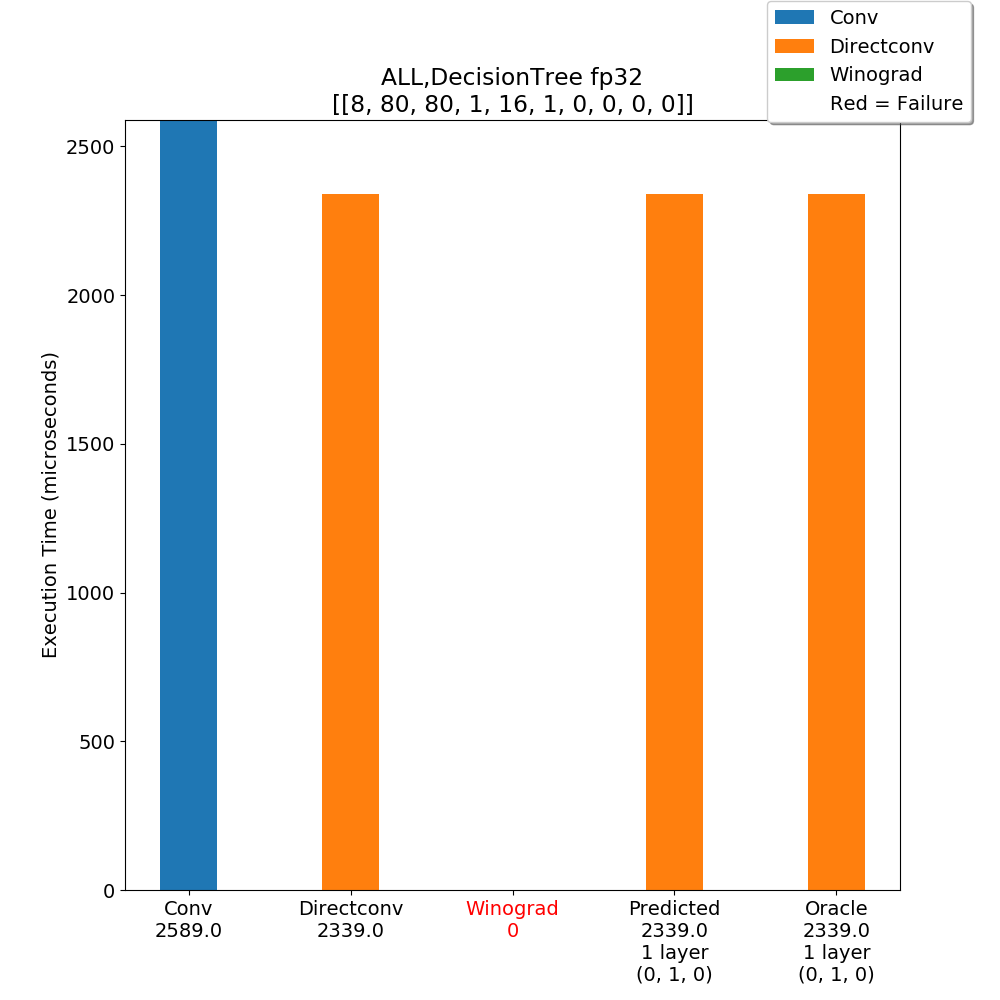 Conv
Directconv
Winograd
Red = Failure
ALL,DecisionTree fp32
[[8, 80, 80, 1, 16, 1, 0, 0, 0, 0]]
Execution Time (microseconds)
2500
2000
1500
1000
500
0
Conv
2589.0
Directconv
2339.0
Winograd
0
Predicted
2339.0
1 layer
(0, 1, 0)
Oracle
2339.0
1 layer
(0, 1, 0)